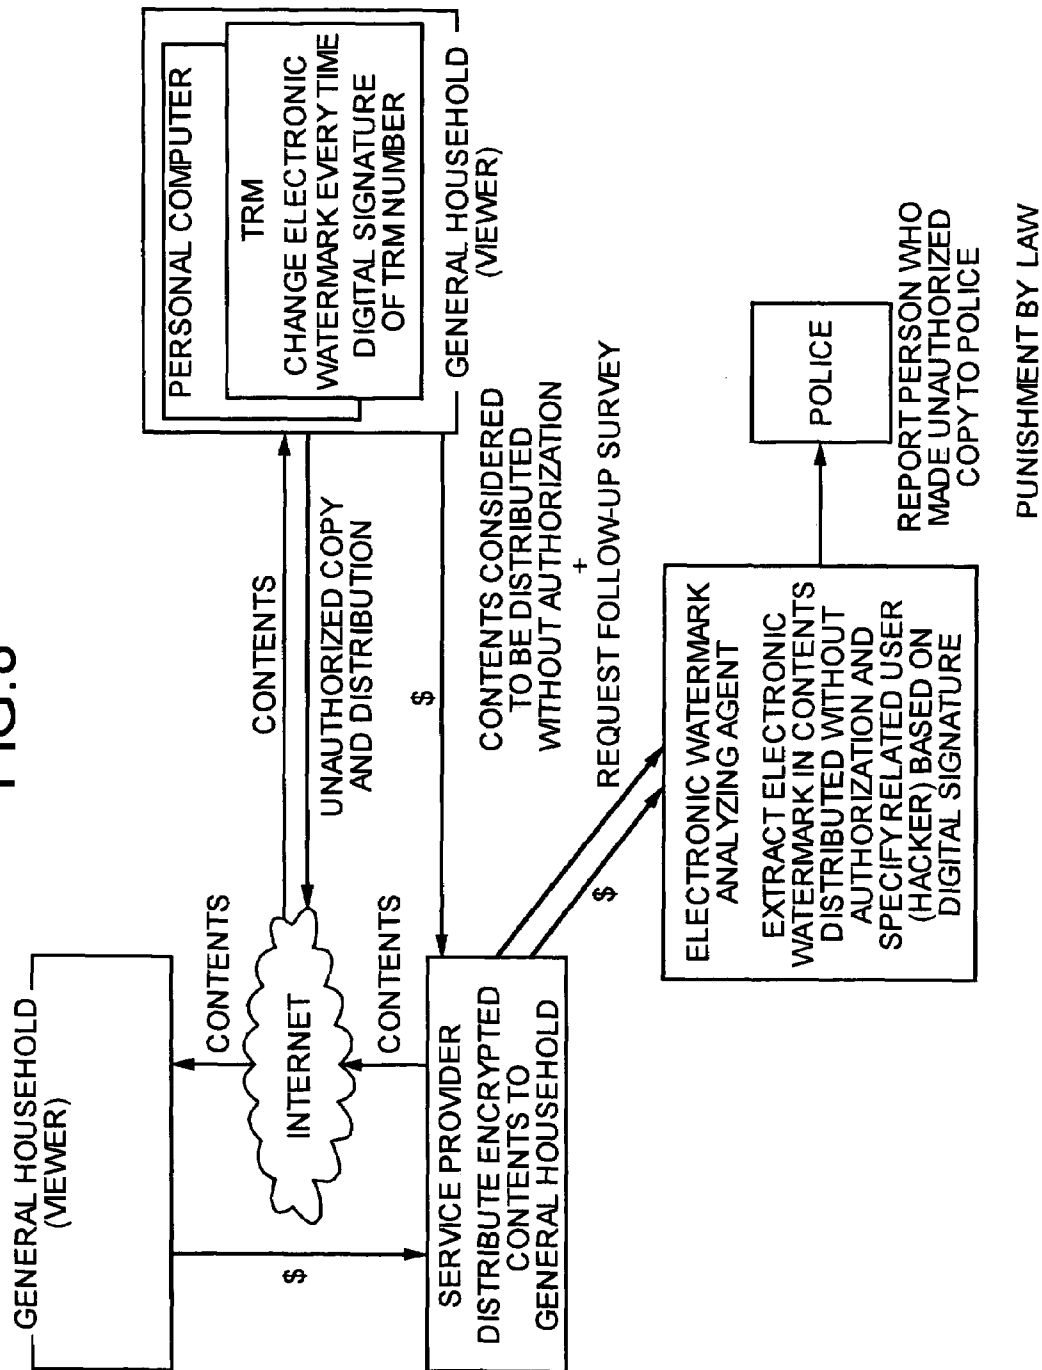 FIG.
GENERAL HOUSEHOLD
(VIEWER)
$
CONTENTS
INTERNET
CONTENTS
SERVICE PROVIDER
DISTRIBUTE ENCRYPTED
CONTENTS TO
GENERAL HOUSEHOLD
CONTENTS
UNAUTHORIZED COPY
AND DISTRIBUTION
$
PERSONAL COMPUTER
TRM
CHANGE ELECTRONIC
WATERMARK EVERY TIME
DIGITAL SIGNATURE
OF TRM NUMBER
GENERAL HOUSEHOLD
(VIEWER)
CONTENTS CONSIDERED
TO BE DISTRIBUTED
WITHOUT AUTHORIZATION
+
REQUEST FOLLOW-UP SURVEY
$
ELECTRONIC WATERMARK
ANALYZING AGENT
EXTRACT ELECTRONIC
WATERMARK IN CONTENTS
DISTRIBUTED WITHOUT
AUTHORIZATION AND
SPECIFY RELATED USER
(HACKER) BASED ON
DIGITAL SIGNATURE
POLICE
REPORT PERSON WHO
MADE UNAUTHORIZED
COPY TO POLICE
PUNISHMENT BY LAW